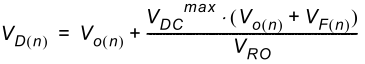 V_D(n) = V_o(n) + V_DC^max · (V_o(n) + V_F(n)) / V_RO